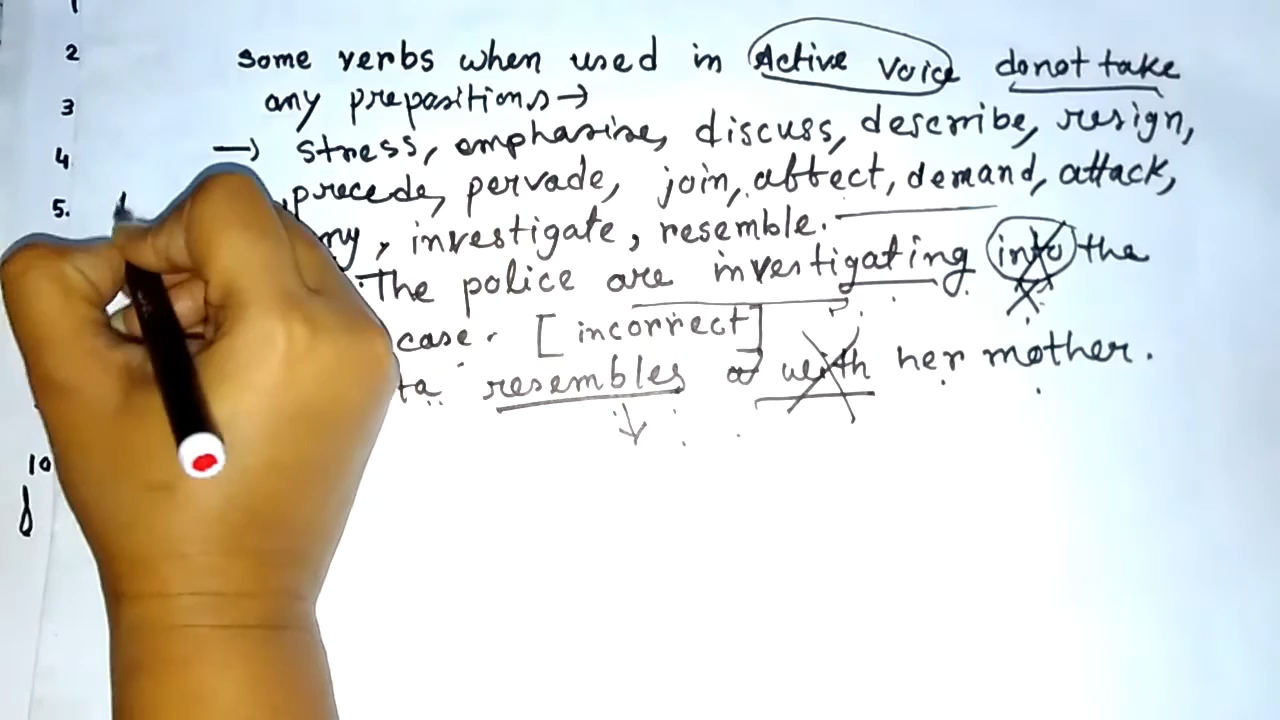 1
2 some verbs when used in Active Voice donot take
3 any prepasitions →
4 → stress, emphasise, discuss, describe, resign,
5. precede, pervade, join, affect, demand, attack,
, investigate, resemble.
The police are investigating into the
case. [incorrect]
resembles with her mother.
10